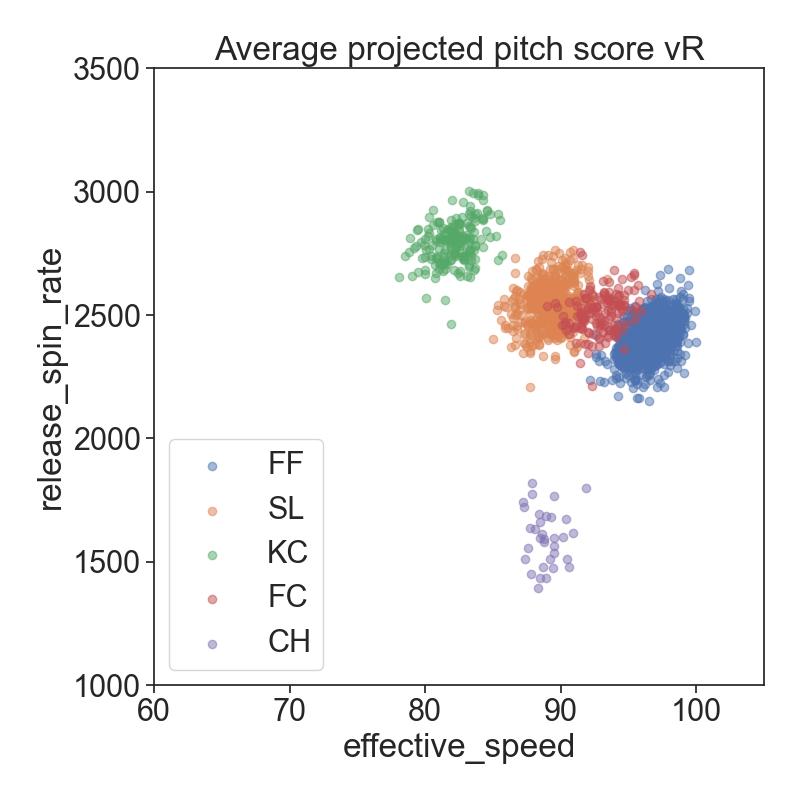 Average projected pitch score vR
3500
3000
2500
2000
1500
1000
release_spin_rate
FF
SL
KC
FC
CH
60 70 80 90 100
effective_speed